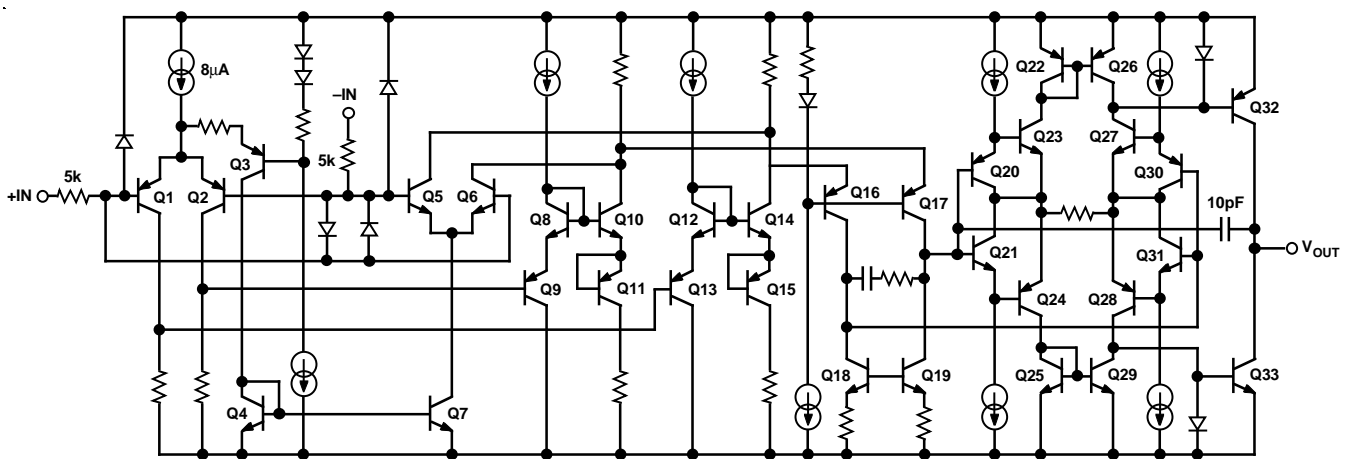 8μA
–IN
5k
+IN
5k
Q1
Q2
Q3
Q4
Q5
Q6
Q7
Q8
Q9
Q10
Q11
Q12
Q13
Q14
Q15
Q16
Q17
Q18
Q19
Q20
Q21
Q22
Q23
Q24
Q25
Q26
Q27
Q28
Q29
Q30
Q31
Q32
Q33
10pF
VOUT